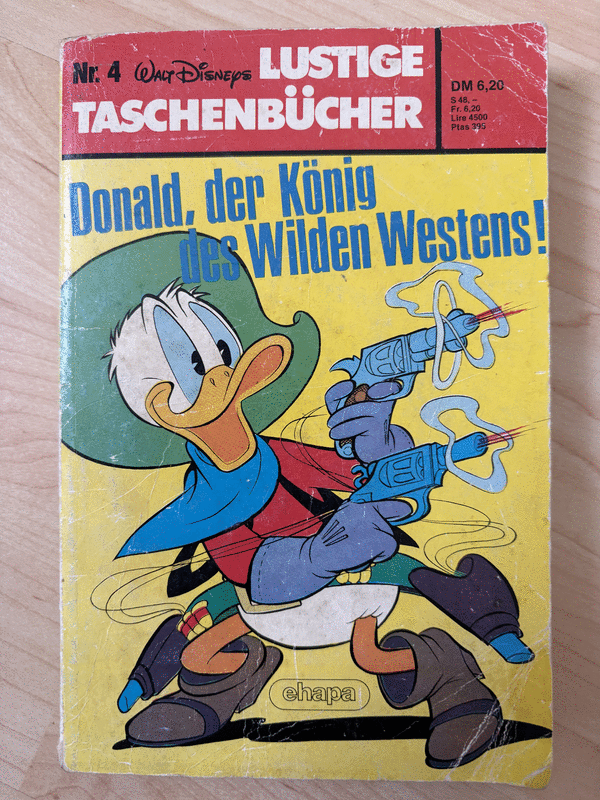 Nr. 4 Walt Disneys LUSTIGE
TASCHENBÜCHER
DM 6,20
S 48,–
Fr. 6,20
Lire 4500
Ptas 395
Donald, der König
des Wilden Westens!
ehapa